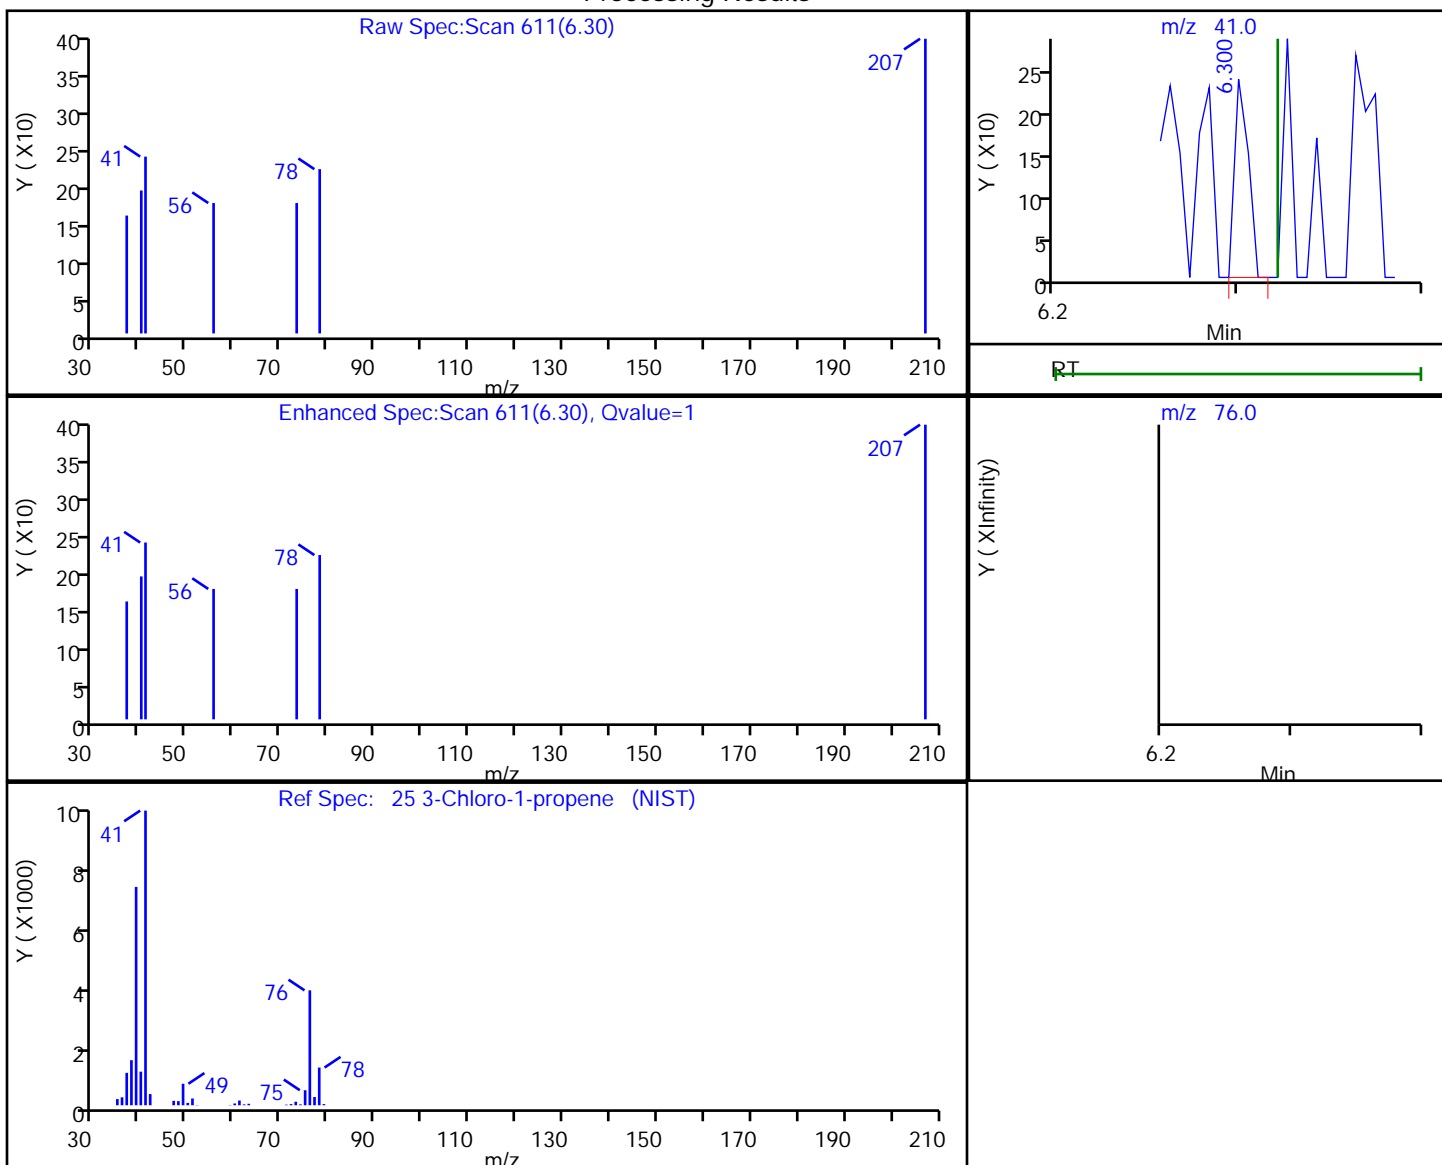 Processing Results
Raw Spec:Scan 611(6.30)
Y ( X10)
40
35
30
25
20
15
10
5
0
41
56
78
207
30 50 70 90 110 130 150 170 190 210
m/z
m/z 41.0
Y ( X10)
25
20
15
10
5
0
6.300
6.2
Min
RT
Enhanced Spec:Scan 611(6.30), Qvalue=1
Y ( X10)
40
35
30
25
20
15
10
5
0
41
56
78
207
30 50 70 90 110 130 150 170 190 210
m/z
m/z 76.0
Y ( XInfinity)
6.2
Min
Ref Spec: 25 3-Chloro-1-propene (NIST)
Y ( X1000)
10
8
6
4
2
0
41
49
75
76
78
30 50 70 90 110 130 150 170 190 210
m/z